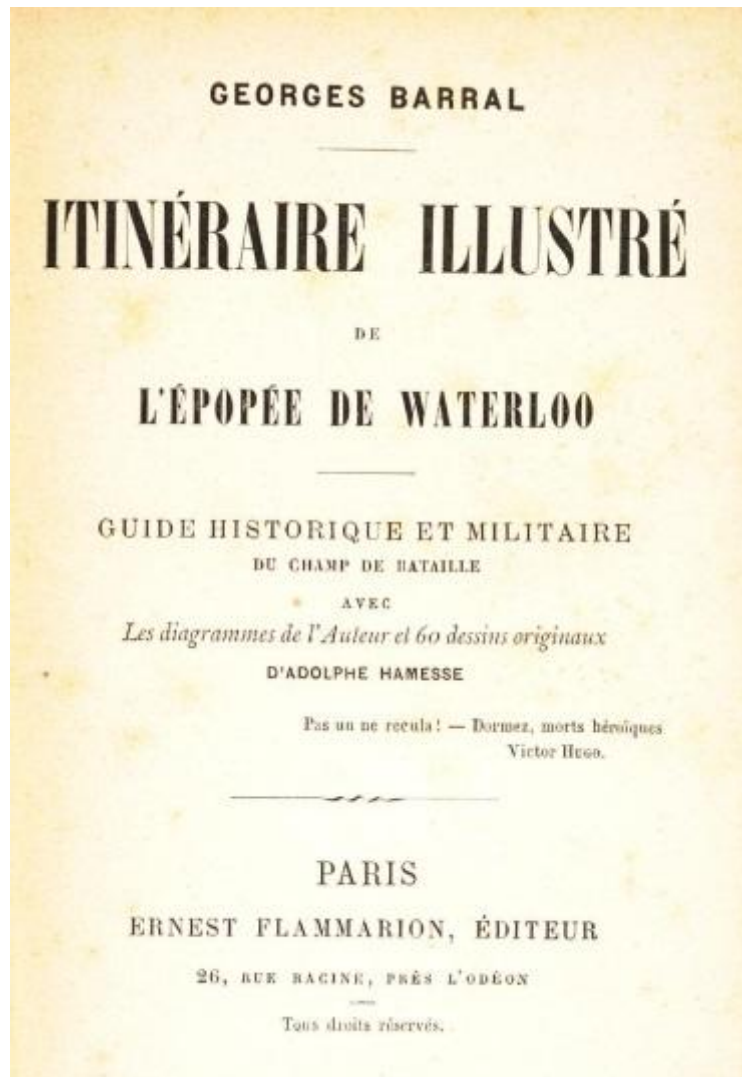 GEORGES BARRAL
ITINÉRAIRE ILLUSTRÉ
DE
L'ÉPOPÉE DE WATERLOO
GUIDE HISTORIQUE ET MILITAIRE
DU CHAMP DE BATAILLE
AVEC
Les diagrammes de l'Auteur et 60 dessins originaux
D'ADOLPHE HAMESSE
Pas un ne recula! — Dormez, morts héroïques
Victor HUGO.
PARIS
ERNEST FLAMMARION, ÉDITEUR
26, RUE RACINE, PRÈS L'ODÉON
Tous droits réservés.